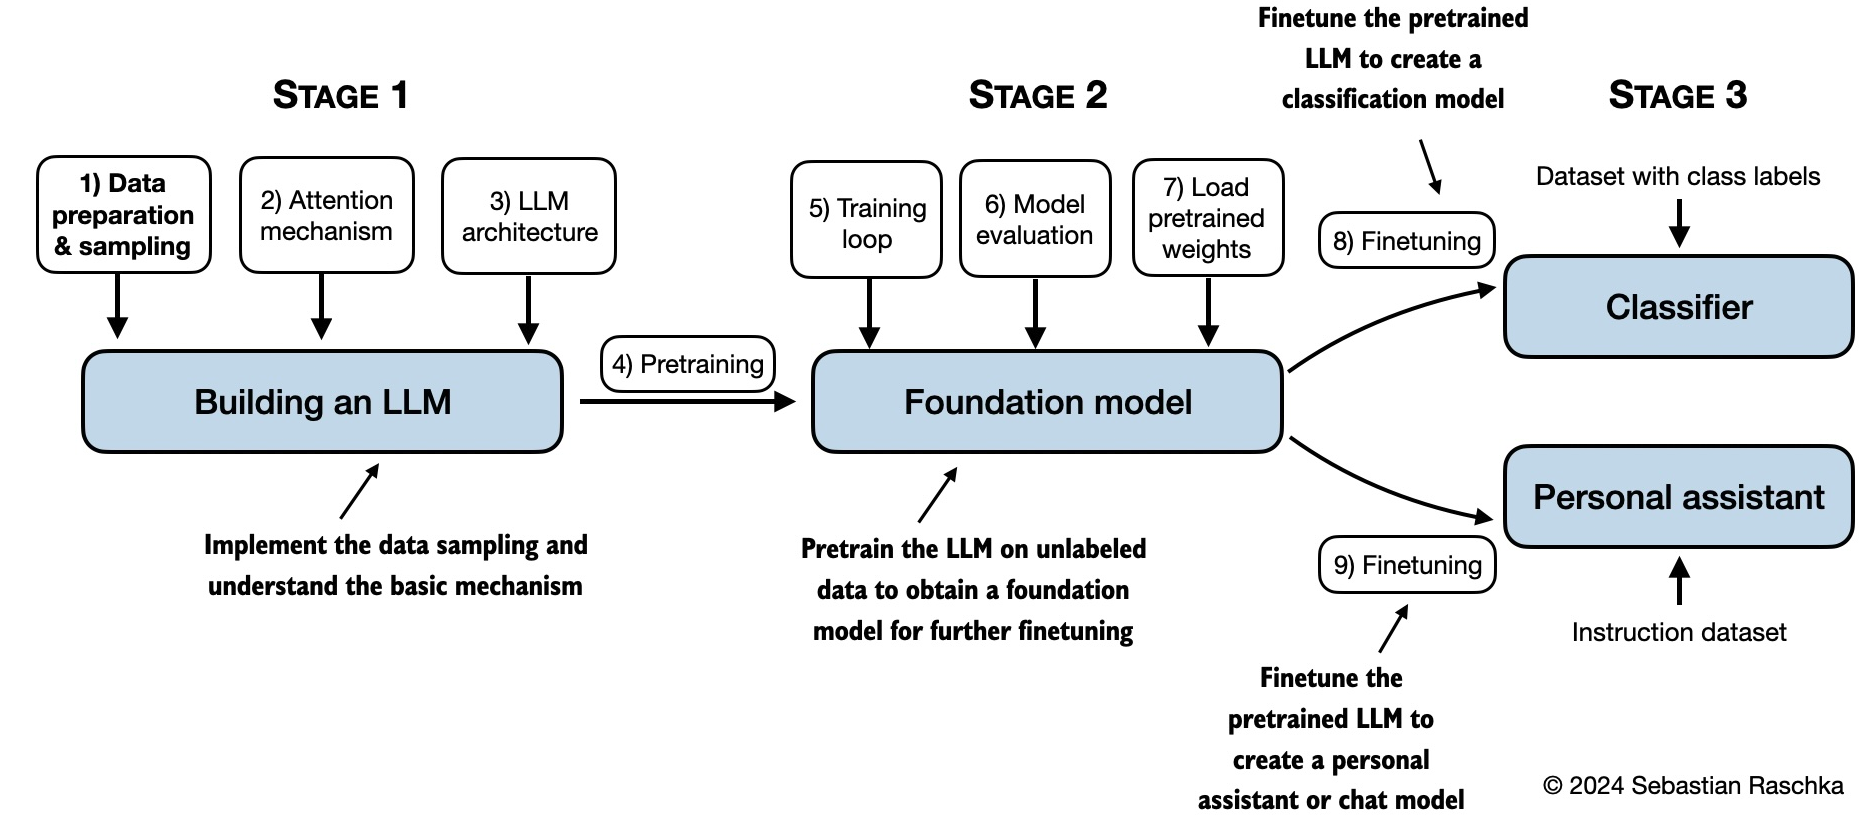 STAGE 1
1) Data
preparation
& sampling
2) Attention
mechanism
3) LLM
architecture
Building an LLM
Implement the data sampling and
understand the basic mechanism
4) Pretraining
STAGE 2
5) Training
loop
6) Model
evaluation
7) Load
pretrained
weights
Foundation model
Pretrain the LLM on unlabeled
data to obtain a foundation
model for further finetuning
Finetune the pretrained
LLM to create a
classification model
8) Finetuning
STAGE 3
Dataset with class labels
Classifier
Personal assistant
9) Finetuning
Instruction dataset
Finetune the
pretrained LLM to
create a personal
assistant or chat model
© 2024 Sebastian Raschka